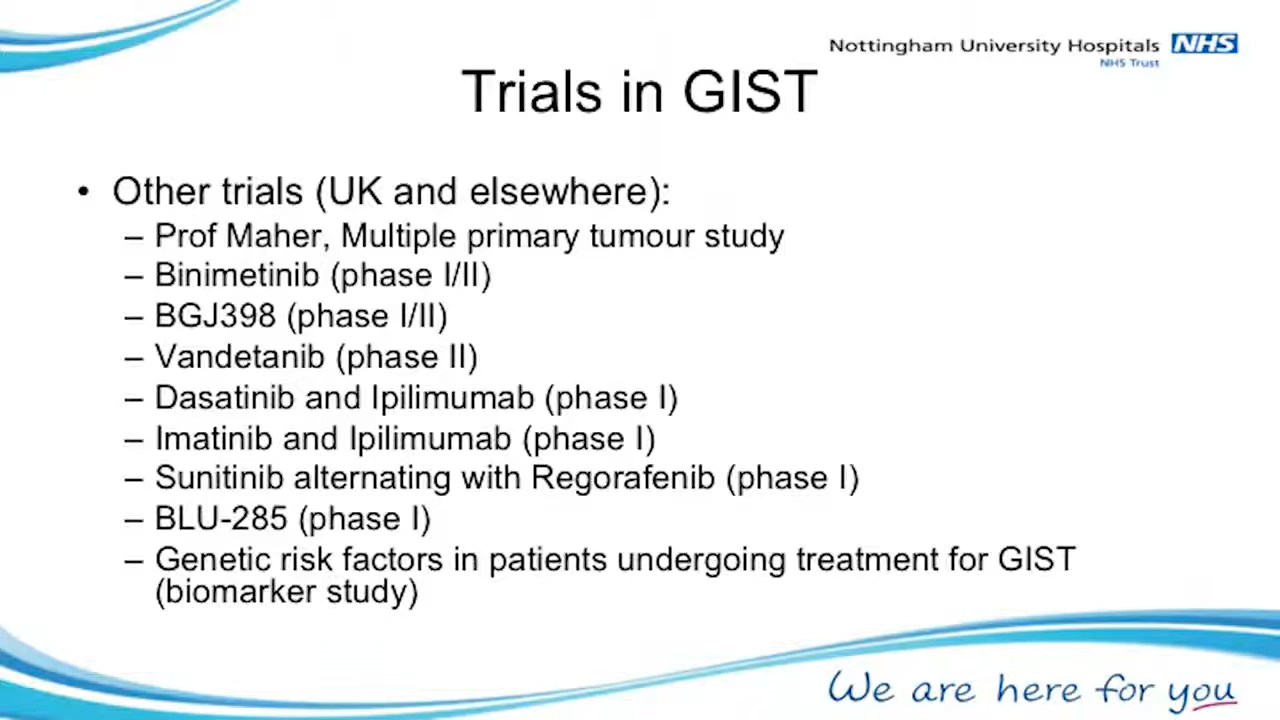 Nottingham University Hospitals NHS
NHS Trust
Trials in GIST
• Other trials (UK and elsewhere):
– Prof Maher, Multiple primary tumour study
– Binimetinib (phase I/II)
– BGJ398 (phase I/II)
– Vandetanib (phase II)
– Dasatinib and Ipilimumab (phase I)
– Imatinib and Ipilimumab (phase I)
– Sunitinib alternating with Regorafenib (phase I)
– BLU-285 (phase I)
– Genetic risk factors in patients undergoing treatment for GIST
(biomarker study)
We are here for you